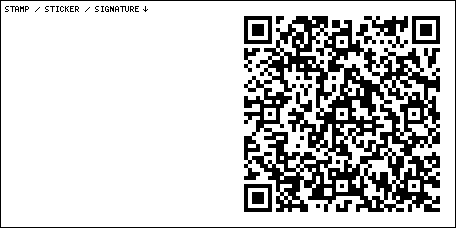 STAMP / STICKER / SIGNATURE ↓